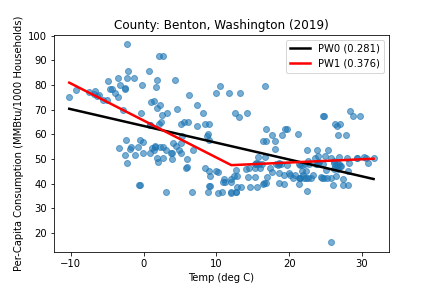 County: Benton, Washington (2019)
Per-Capita Consumption (MMBtu/1000 Households)
100
90
80
70
60
50
40
30
20
PW0 (0.281)
PW1 (0.376)
−10 0 10 20 30
Temp (deg C)